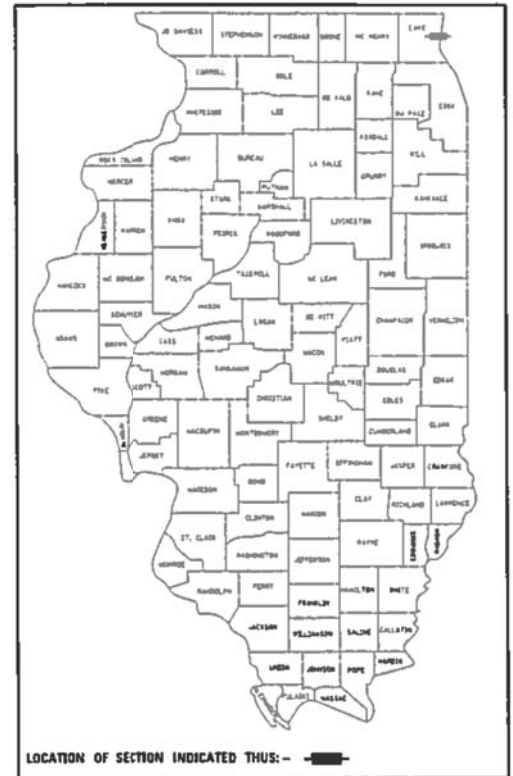 JO DAVIESS STEPHENSON WINNEBAGO BOONE MC HENRY LAKE
CARROLL OGLE
DE KALB KANE COOK
DU PAGE
WHITESIDE LEE
KENDALL WILL
ROCK ISLAND HENRY BUREAU LA SALLE
GRUNDY
MERCER PUTNAM KANKAKEE
STARK MARSHALL
KNOX LIVINGSTON
WARREN PEORIA WOODFORD IROQUOIS
HENDERSON
TAZEWELL MC LEAN FORD
HANCOCK MC DONOUGH FULTON
MASON
SCHUYLER LOGAN DE WITT CHAMPAIGN VERMILION
ADAMS MENARD PIATT
BROWN CASS MACON
MORGAN SANGAMON DOUGLAS
PIKE SCOTT MOULTRIE EDGAR
CHRISTIAN COLES
GREENE SHELBY
MACOUPIN CUMBERLAND CLARK
MONTGOMERY
JERSEY FAYETTE EFFINGHAM JASPER CRAWFORD
BOND
MADISON CLAY
MARION RICHLAND LAWRENCE
CLINTON
ST. CLAIR WAYNE EDWARDS WABASH
WASHINGTON JEFFERSON
MONROE
RANDOLPH PERRY HAMILTON WHITE
FRANKLIN
JACKSON WILLIAMSON SALINE GALLATIN
UNION JOHNSON POPE HARDIN
PULASKI MASSAC
LOCATION OF SECTION INDICATED THUS:-